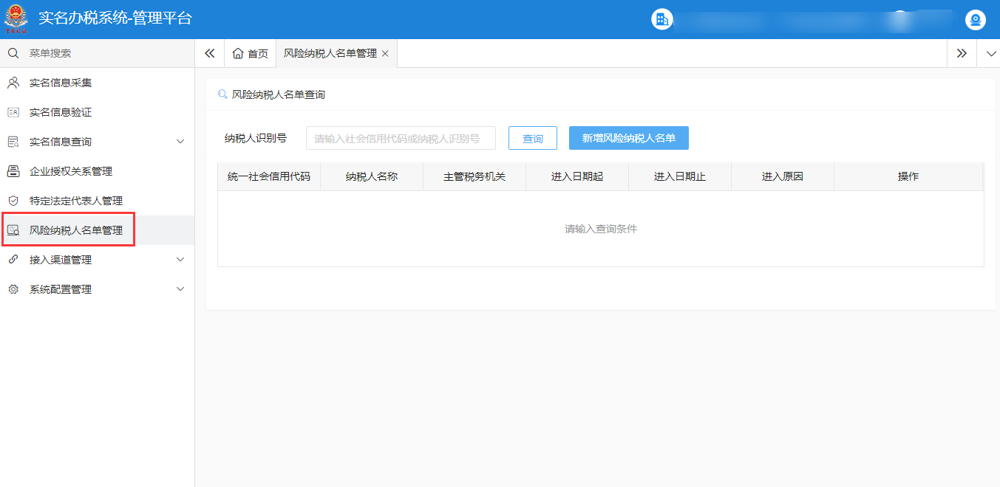 实名办税系统-管理平台
菜单搜索
首页
风险纳税人名单管理
实名信息采集
实名信息验证
实名信息查询
企业授权关系管理
特定法定代表人管理
风险纳税人名单管理
接入渠道管理
系统配置管理
风险纳税人名单查询
纳税人识别号 请输入社会信用代码或纳税人识别号 查询 新增风险纳税人名单
统一社会信用代码 纳税人名称 主管税务机关 进入日期起 进入日期止 进入原因 操作
请输入查询条件